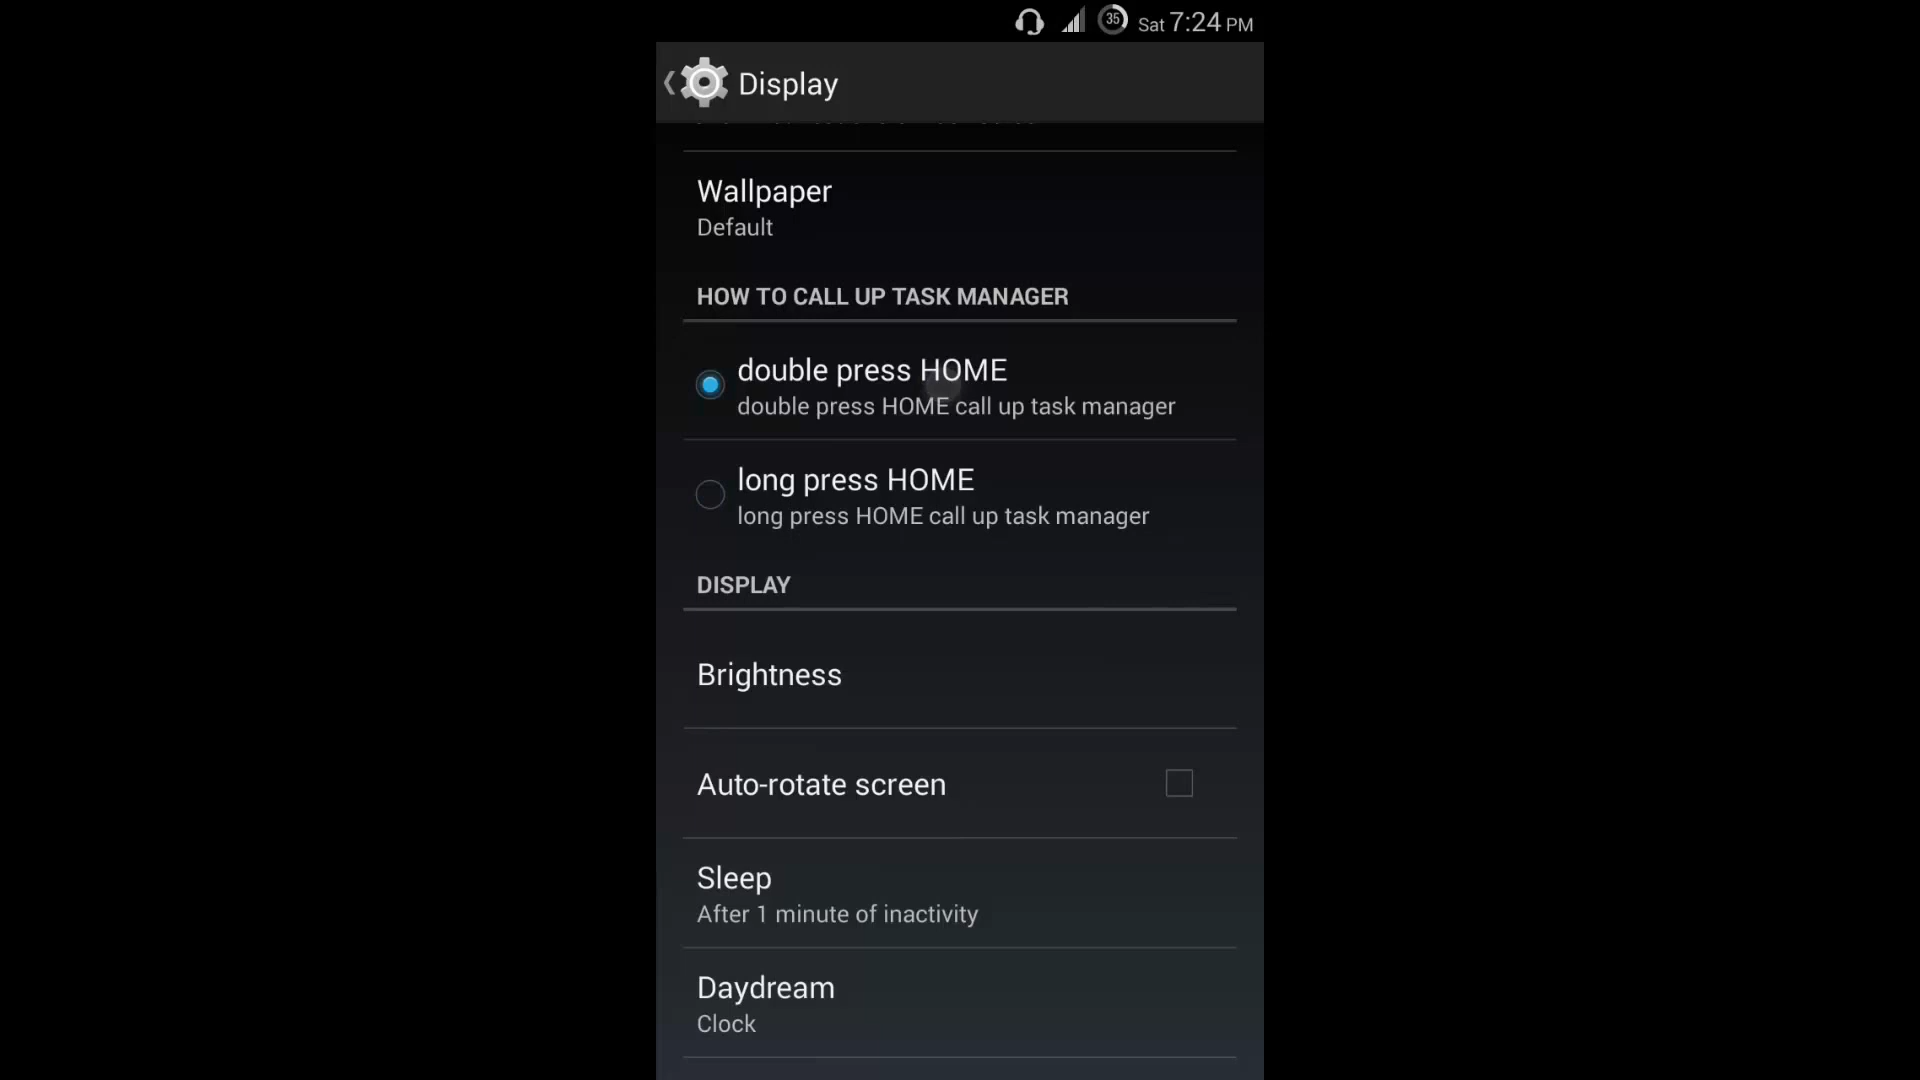 35 Sat 7:24 PM
Display
Wallpaper
Default
HOW TO CALL UP TASK MANAGER
double press HOME
double press HOME call up task manager
long press HOME
long press HOME call up task manager
DISPLAY
Brightness
Auto-rotate screen
Sleep
After 1 minute of inactivity
Daydream
Clock